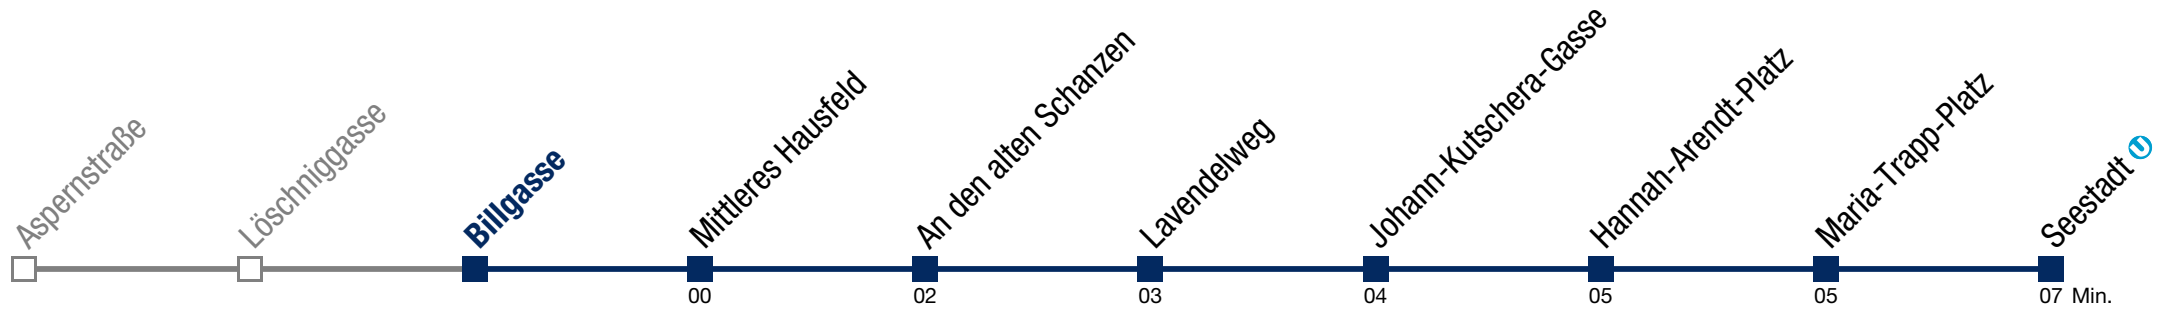 Aspernstraße
Löschniggasse
Billgasse
Mittleres Hausfeld
An den alten Schanzen
Lavendelweg
Johann-Kutschera-Gasse
Hannah-Arendt-Platz
Maria-Trapp-Platz
Seestadt U
00 02 03 04 05 05 07 Min.